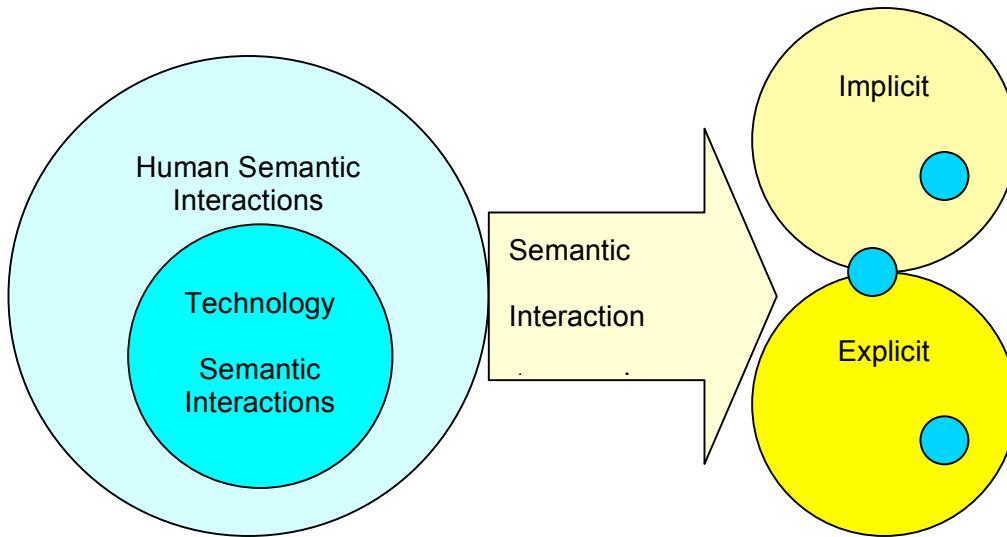 Human Semantic
Interactions
Technology
Semantic
Interactions
Semantic
Interaction
Implicit
Explicit